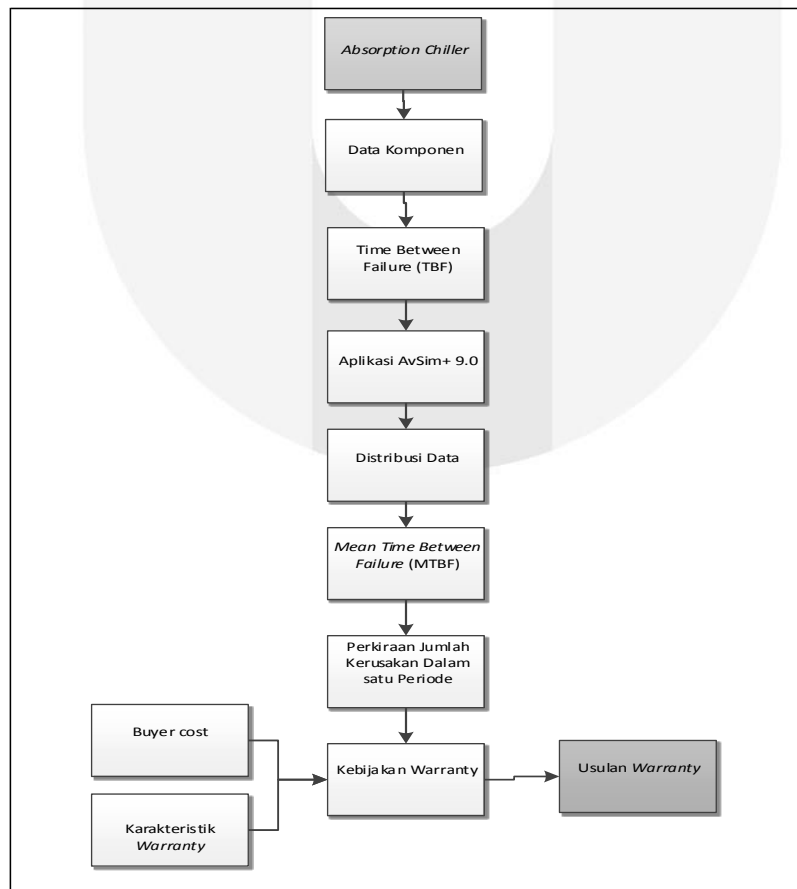 Absorption Chiller
Data Komponen
Time Between
Failure (TBF)
Aplikasi AvSim+ 9.0
Distribusi Data
Mean Time Between
Failure (MTBF)
Perkiraan Jumlah
Kerusakan Dalam
satu Periode
Buyer cost
Kebijakan Warranty
Usulan Warranty
Karakteristik
Warranty